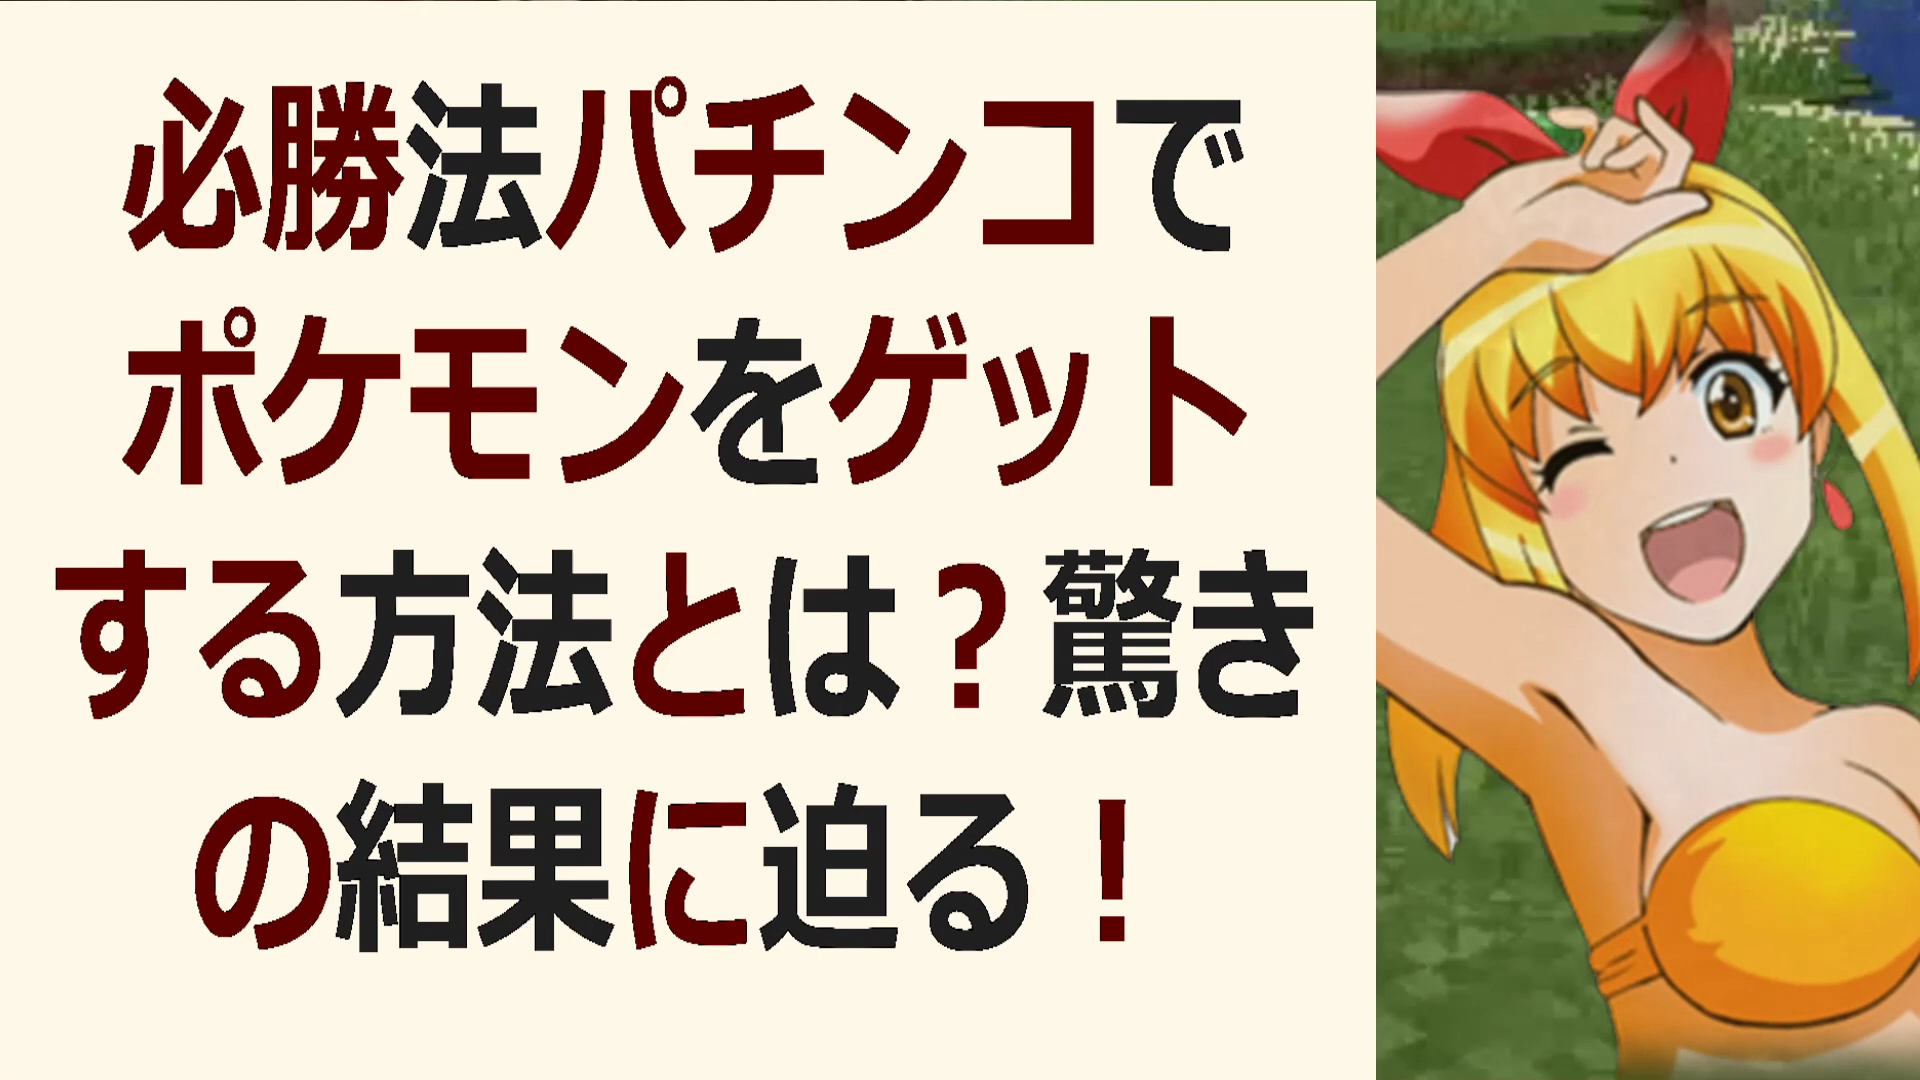 必勝法パチンコで
ポケモンをゲット
する方法とは？驚き
の結果に迫る！